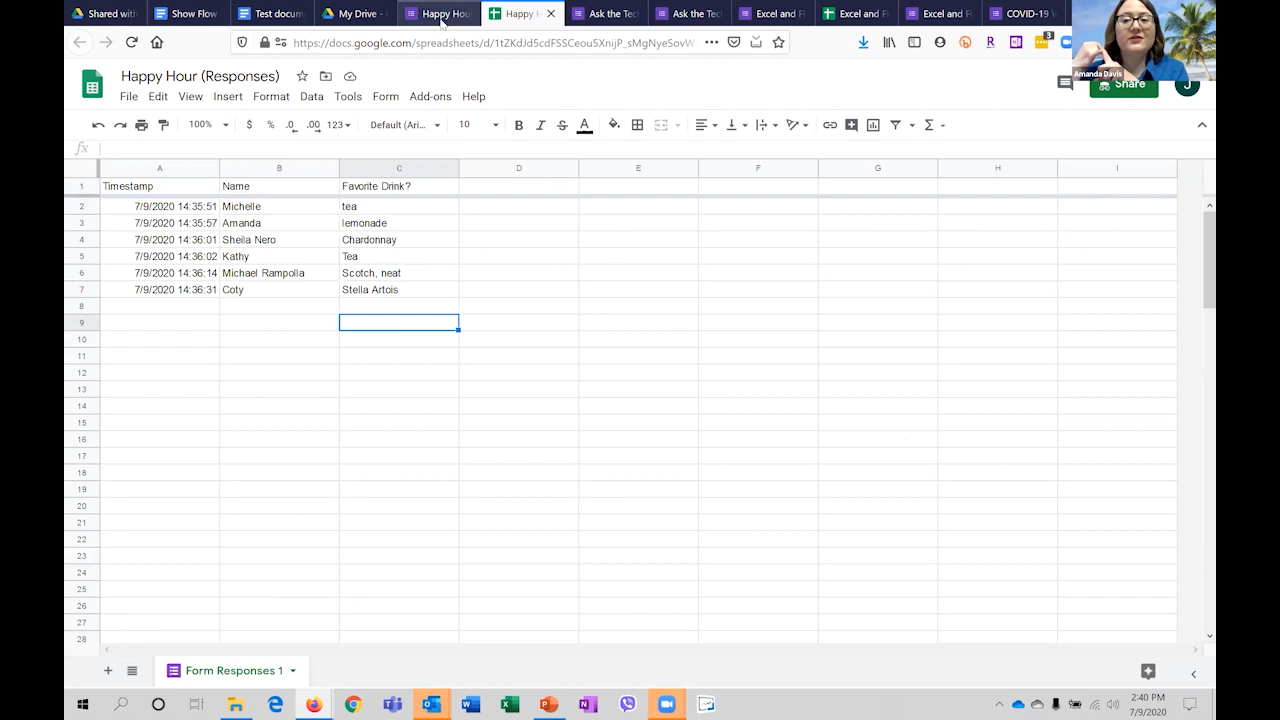 Shared with Show Flow Test docum My Drive - Happy Hou Happy H Ask the Tec Ask the Tec Excel and F Excel and F Excel and F COVID-19 W
https://docs.google.com/spreadsheets/d/1tZKdJd5cdFSSCeou5XnijP_sMgNyeSovW
3
Amanda Davis
Happy Hour (Responses)
File Edit View Insert Format Data Tools Form Add-ons Help
Share
J
100% $ % .0 .00 123 Default (Ari... 10 B I S A Σ
fx
A B C D E F G H I
1 Timestamp Name Favorite Drink?
2 7/9/2020 14:35:51 Michelle tea
3 7/9/2020 14:35:57 Amanda lemonade
4 7/9/2020 14:36:01 Sheila Nero Chardonnay
5 7/9/2020 14:36:02 Kathy Tea
6 7/9/2020 14:36:14 Michael Rampolla Scotch, neat
7 7/9/2020 14:36:31 Coty Stella Artois
8
9
10
11
12
13
14
15
16
17
18
19
20
21
22
23
24
25
26
27
28
Form Responses 1
2:40 PM
7/9/2020